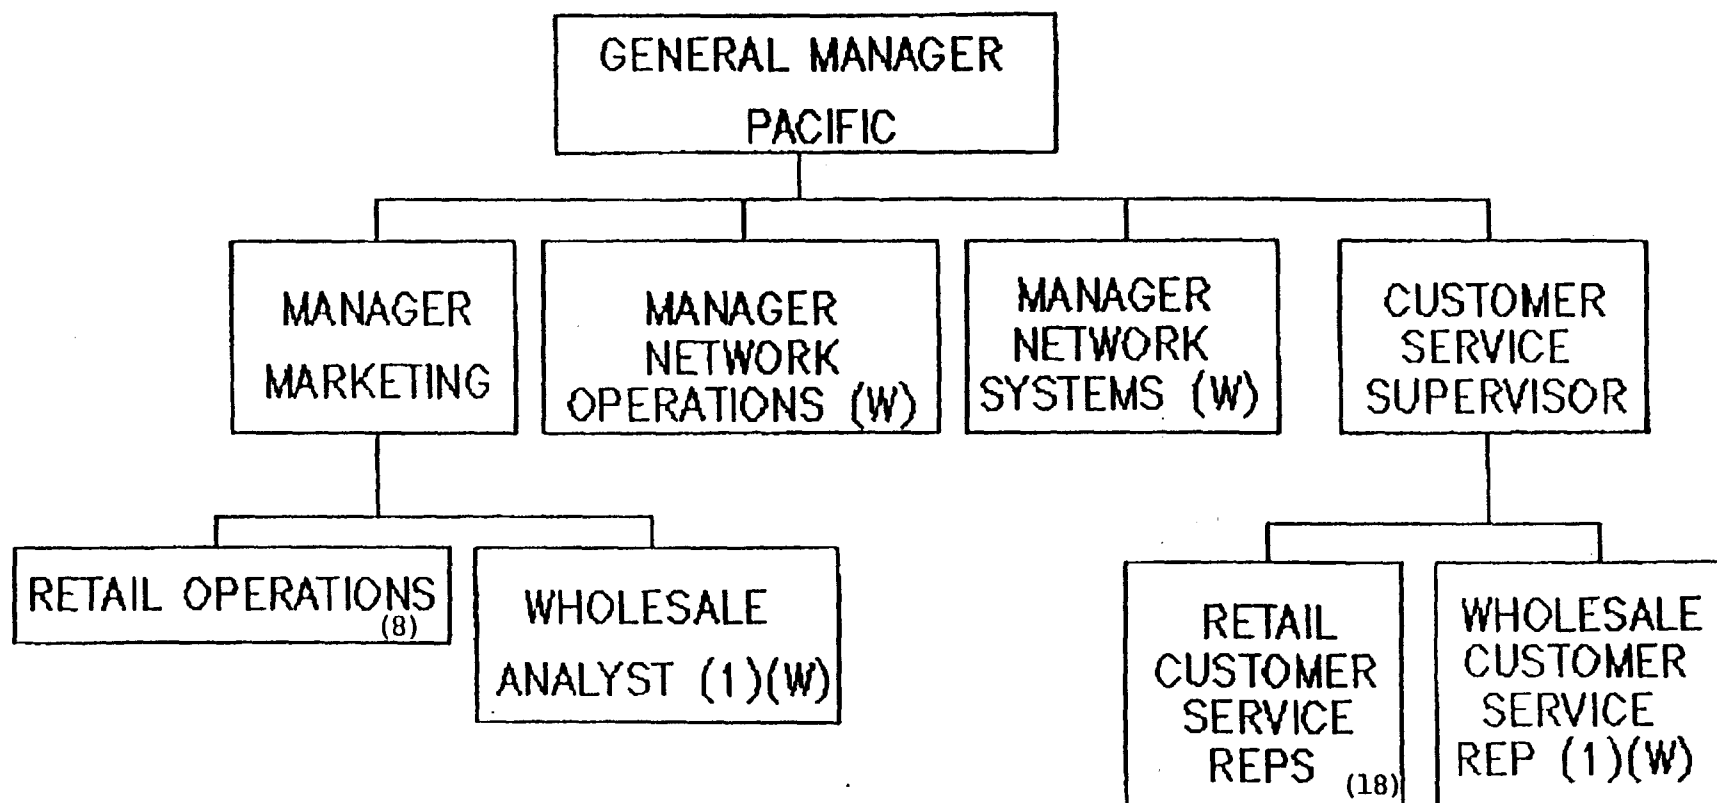 GENERAL MANAGER
PACIFIC
MANAGER
MARKETING
MANAGER
NETWORK
OPERATIONS (W)
MANAGER
NETWORK
SYSTEMS (W)
CUSTOMER
SERVICE
SUPERVISOR
RETAIL OPERATIONS
(8)
WHOLESALE
ANALYST (1)(W)
RETAIL
CUSTOMER
SERVICE
REPS
(18)
WHOLESALE
CUSTOMER
SERVICE
REP (1)(W)